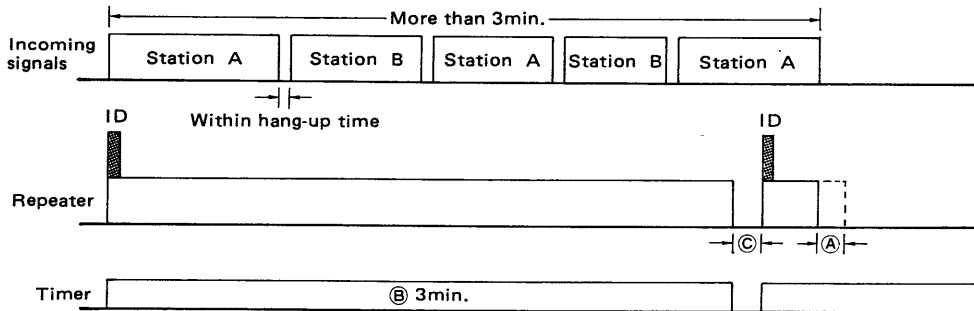 More than 3min.
Incoming signals
Station A
Station B
Station A
Station B
Station A
Within hang-up time
ID
ID
Repeater
Ⓒ
Ⓐ
Timer
Ⓑ 3min.